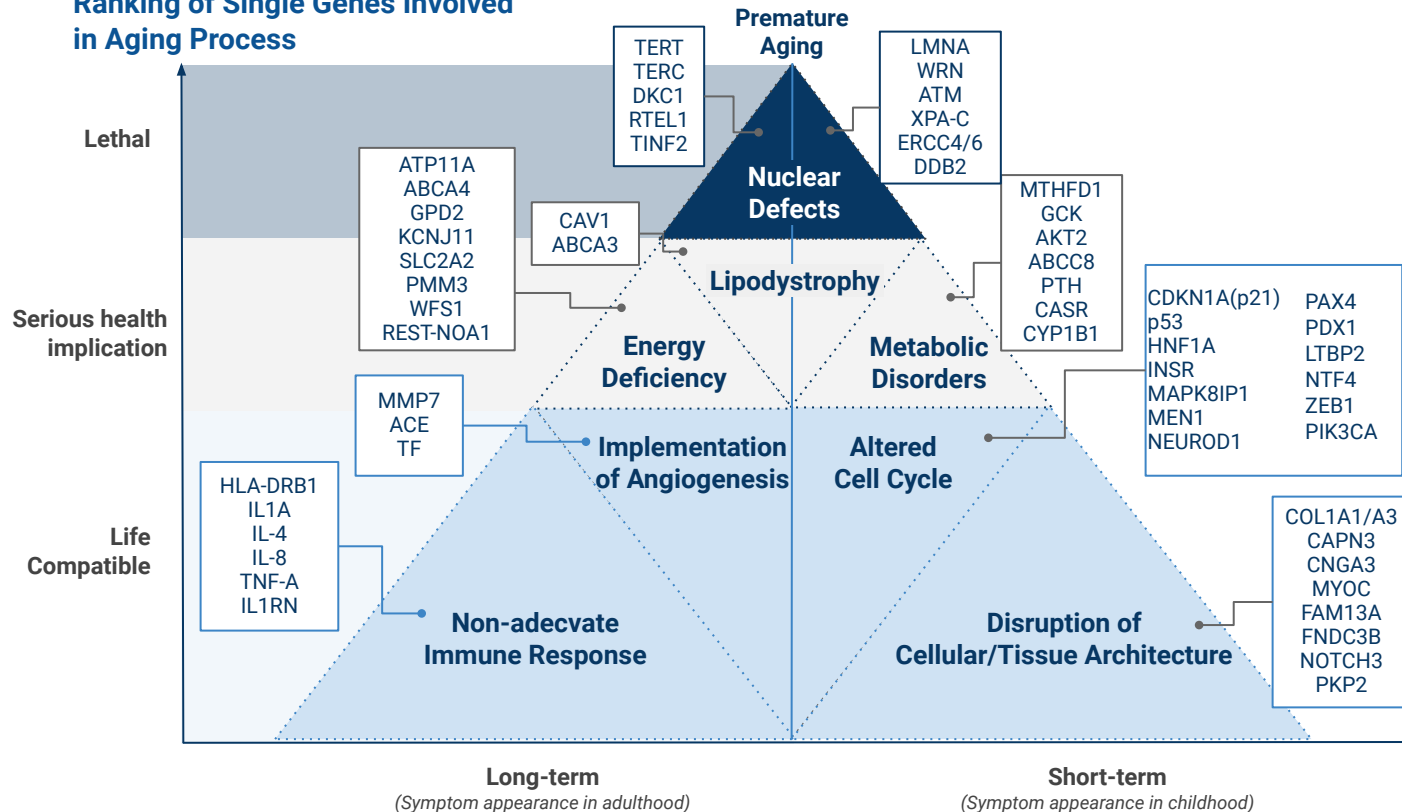 Ranking of Single Genes Involved
in Aging Process
Premature
Aging
TERT
TERC
DKC1
RTEL1
TINF2
LMNA
WRN
ATM
XPA-C
ERCC4/6
DDB2
Lethal
Nuclear
Defects
ATP11A
ABCA4
GPD2
KCNJ11
SLC2A2
PMM3
WFS1
REST-NOA1
CAV1
ABCA3
MTHFD1
GCK
AKT2
ABCC8
PTH
CASR
CYP1B1
Lipodystrophy
Serious health
implication
Energy
Deficiency
Metabolic
Disorders
CDKN1A(p21)
p53
HNF1A
INSR
MAPK8IP1
MEN1
NEUROD1
PAX4
PDX1
LTBP2
NTF4
ZEB1
PIK3CA
MMP7
ACE
TF
Implementation
of Angiogenesis
Altered
Cell Cycle
HLA-DRB1
IL1A
IL-4
IL-8
TNF-A
IL1RN
Life
Compatible
COL1A1/A3
CAPN3
CNGA3
MYOC
FAM13A
FNDC3B
NOTCH3
PKP2
Non-adecvate
Immune Response
Disruption of
Cellular/Tissue Architecture
Long-term
(Symptom appearance in adulthood)
Short-term
(Symptom appearance in childhood)